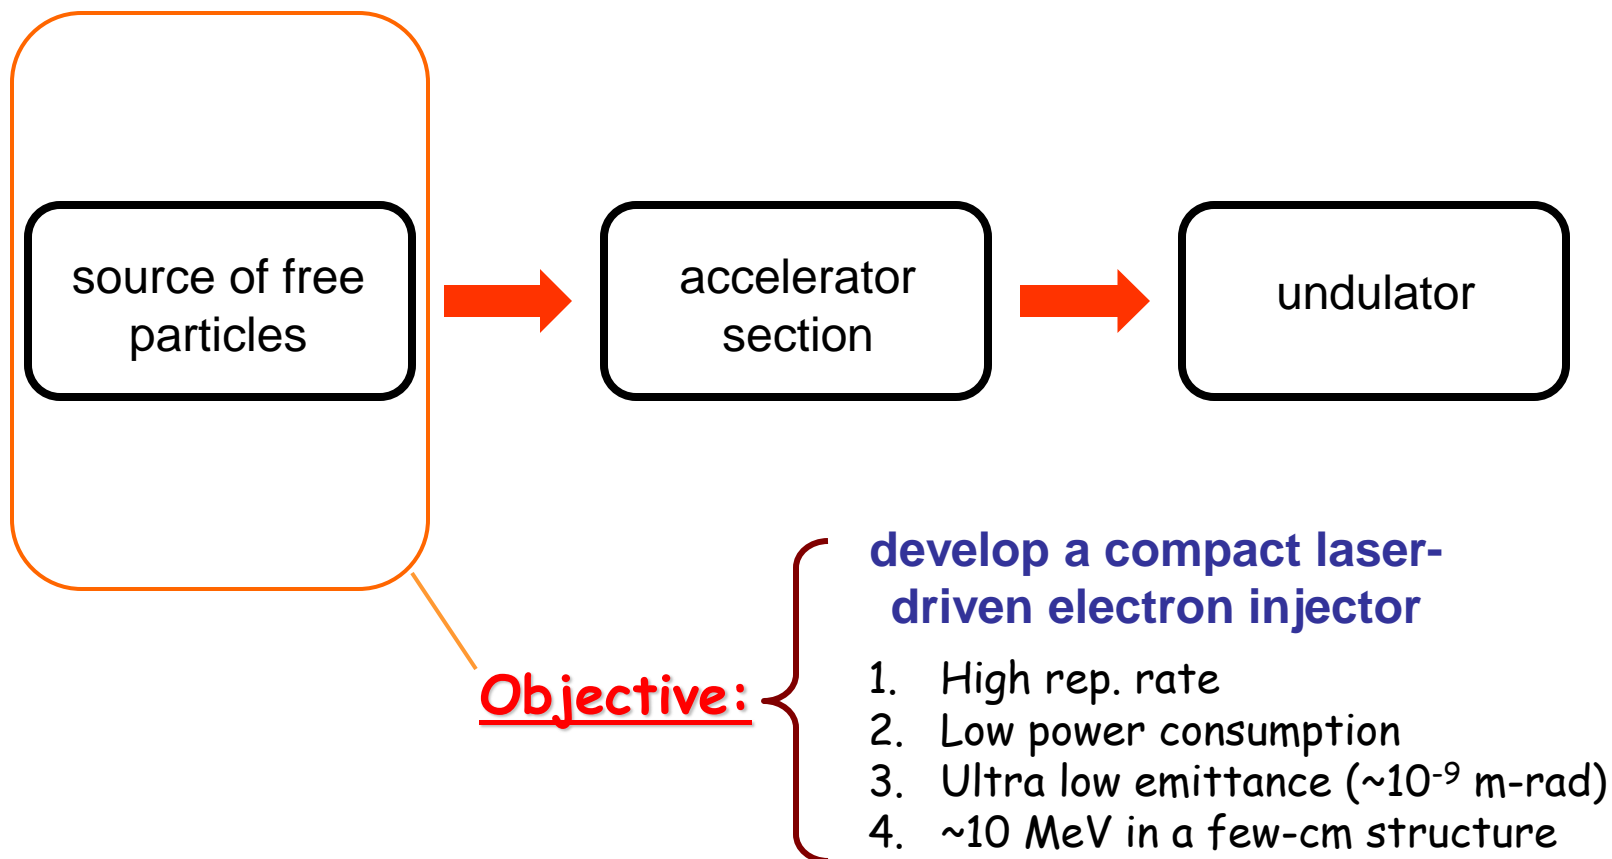 source of free
particles
accelerator
section
undulator
develop a compact laser-
driven electron injector
Objective:
1. High rep. rate
2. Low power consumption
3. Ultra low emittance (~10⁻⁹ m-rad)
4. ~10 MeV in a few-cm structure